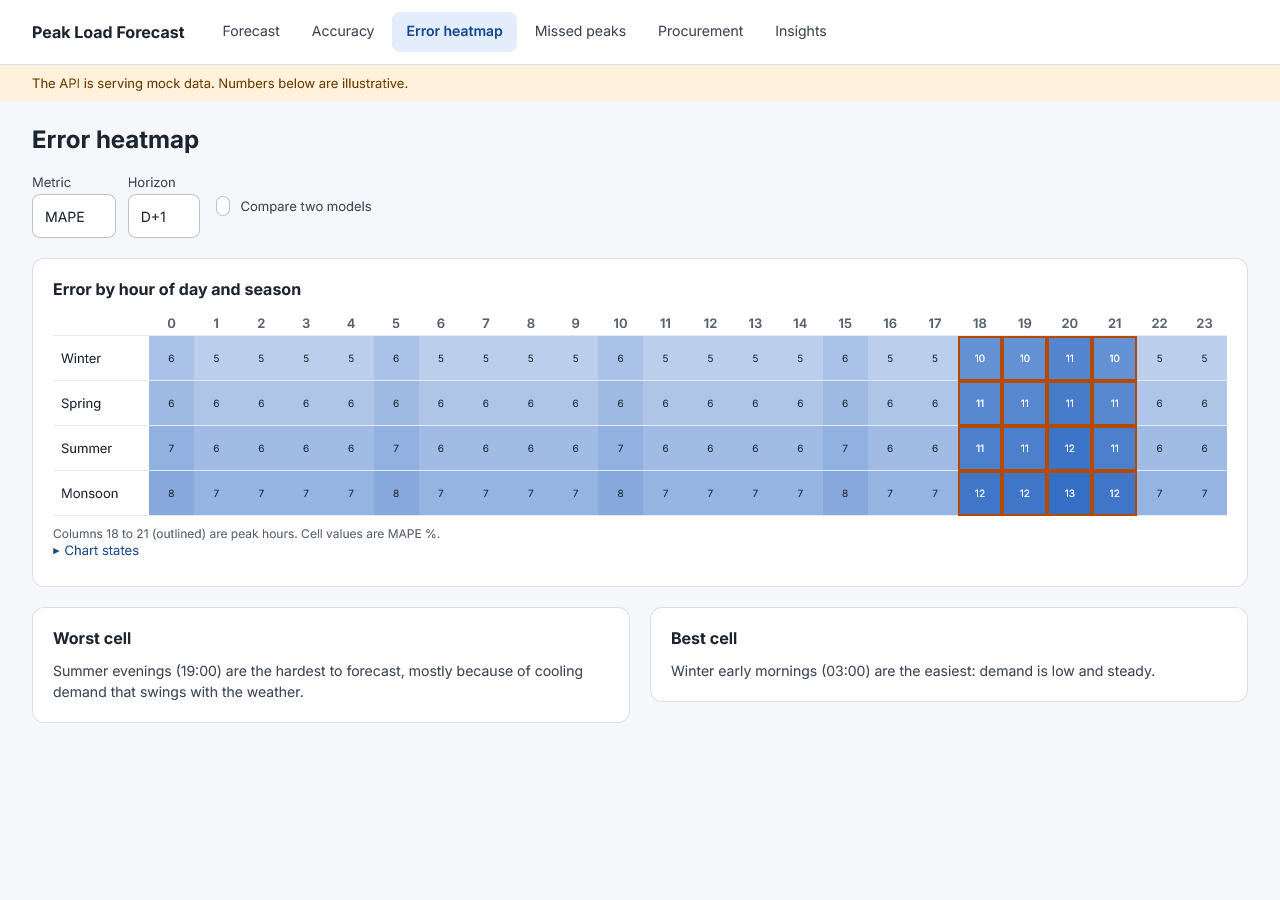 Peak Load Forecast Forecast Accuracy Error heatmap Missed peaks Procurement Insights
The API is serving mock data. Numbers below are illustrative.
Error heatmap
Metric Horizon
MAPE D+1 Compare two models
Error by hour of day and season
0 1 2 3 4 5 6 7 8 9 10 11 12 13 14 15 16 17 18 19 20 21 22 23
Winter 6 5 5 5 5 6 5 5 5 5 6 5 5 5 5 6 5 5 10 10 11 10 5 5
Spring 6 6 6 6 6 6 6 6 6 6 6 6 6 6 6 6 6 6 11 11 11 11 6 6
Summer 7 6 6 6 6 7 6 6 6 6 7 6 6 6 6 7 6 6 11 11 12 11 6 6
Monsoon 8 7 7 7 7 8 7 7 7 7 8 7 7 7 7 8 7 7 12 12 13 12 7 7
Columns 18 to 21 (outlined) are peak hours. Cell values are MAPE %.
▸ Chart states
Worst cell
Summer evenings (19:00) are the hardest to forecast, mostly because of cooling
demand that swings with the weather.
Best cell
Winter early mornings (03:00) are the easiest: demand is low and steady.